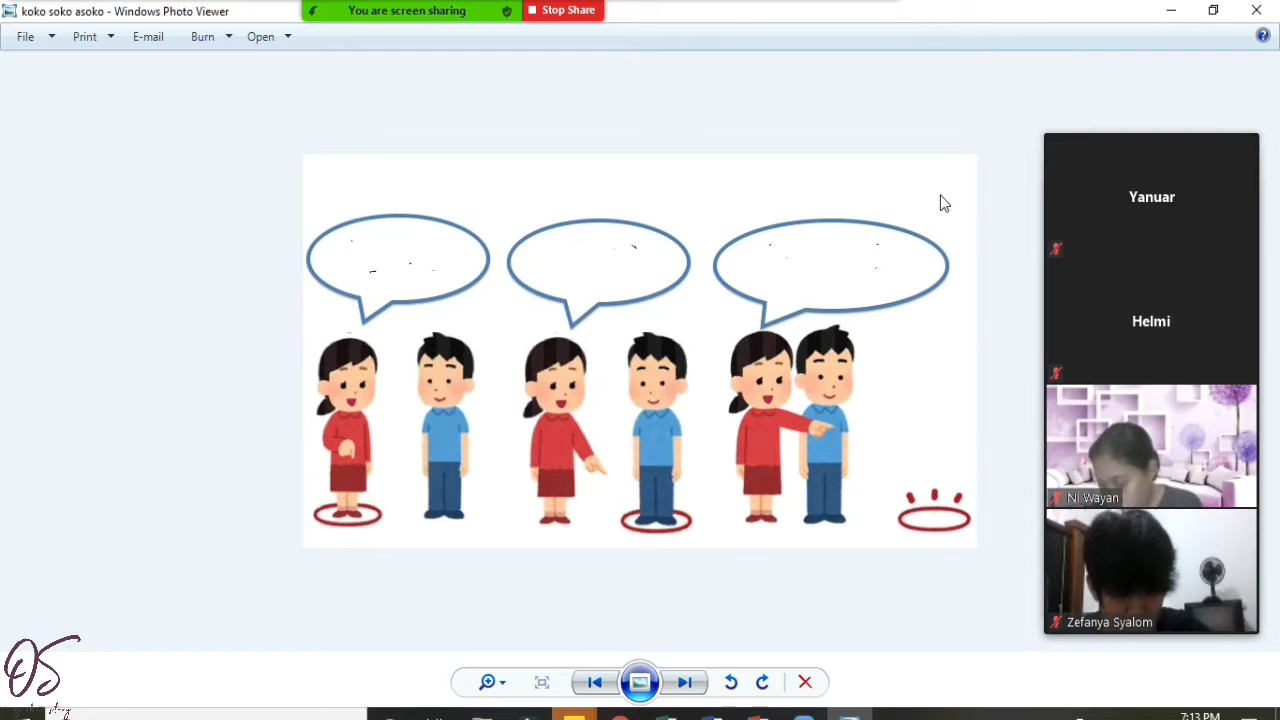 koko soko asoko - Windows Photo Viewer
You are screen sharing
Stop Share
File Print E-mail Burn Open
Yanuar
Helmi
Ni Wayan
Zefanya Syalom
OS
7:13 PM